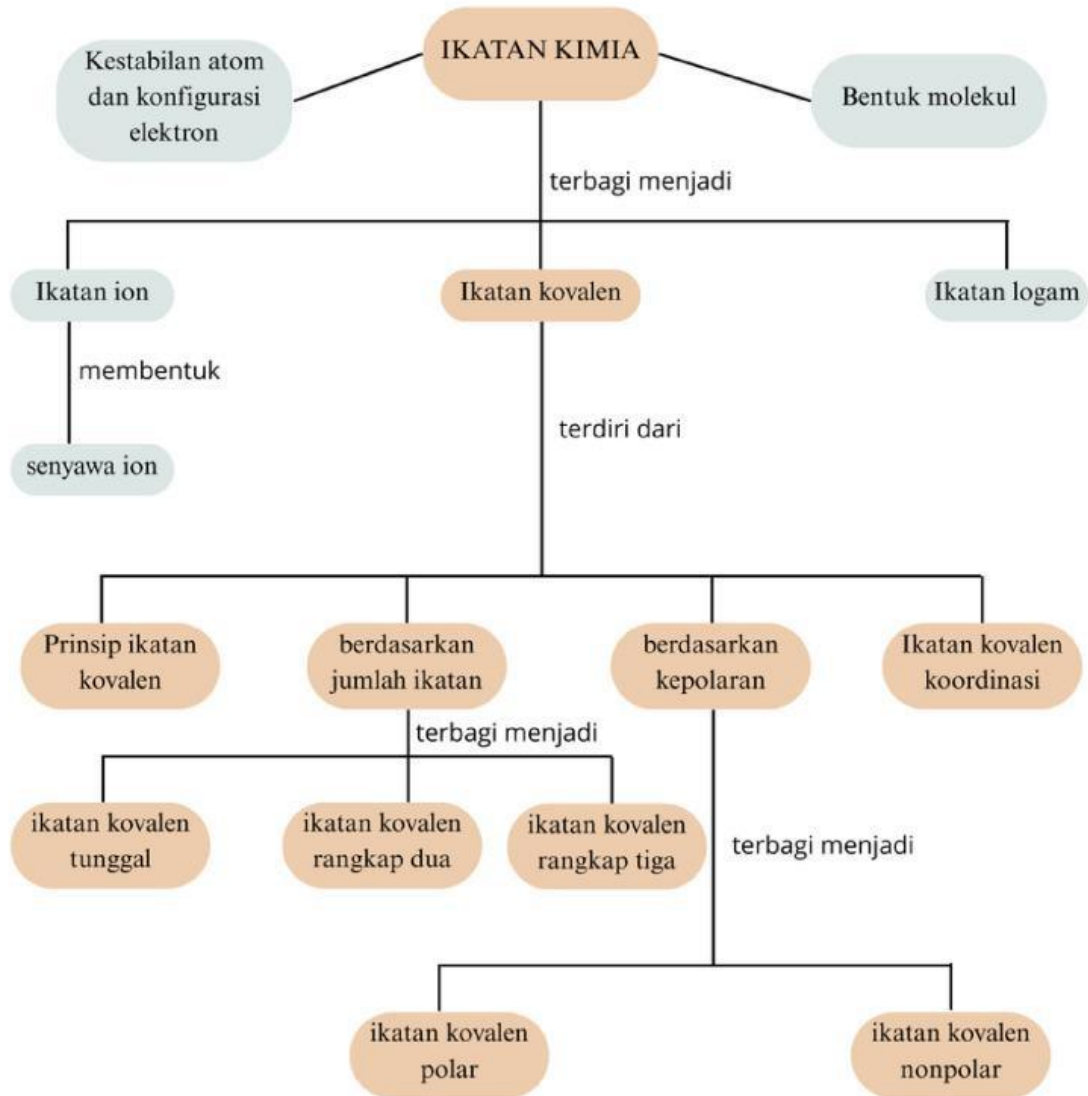 IKATAN KIMIA
Kestabilan atom
dan konfigurasi
elektron
Bentuk molekul
terbagi menjadi
Ikatan ion
Ikatan kovalen
Ikatan logam
membentuk
terdiri dari
senyawa ion
Prinsip ikatan
kovalen
berdasarkan
jumlah ikatan
berdasarkan
kepolaran
Ikatan kovalen
koordinasi
terbagi menjadi
ikatan kovalen
tunggal
ikatan kovalen
rangkap dua
ikatan kovalen
rangkap tiga
terbagi menjadi
ikatan kovalen
polar
ikatan kovalen
nonpolar